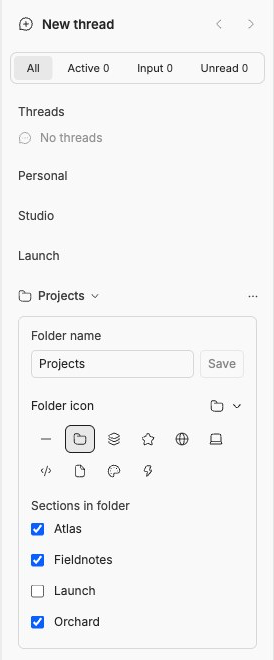 New thread
All Active 0 Input 0 Unread 0
Threads
No threads
Personal
Studio
Launch
Projects
Folder name
Projects Save
Folder icon
Sections in folder
Atlas
Fieldnotes
Launch
Orchard